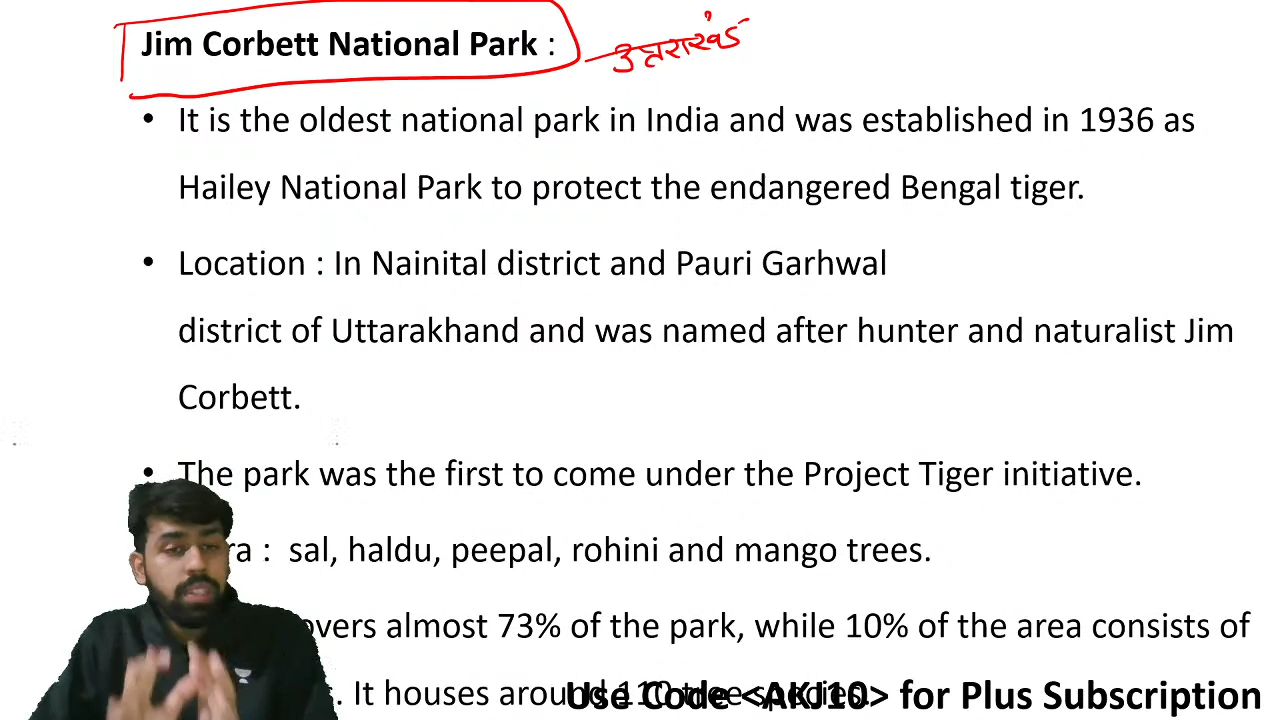 Jim Corbett National Park :
उत्तराखंड
• It is the oldest national park in India and was established in 1936 as
Hailey National Park to protect the endangered Bengal tiger.
• Location : In Nainital district and Pauri Garhwal
district of Uttarakhand and was named after hunter and naturalist Jim
Corbett.
• The park was the first to come under the Project Tiger initiative.
: sal, haldu, peepal, rohini and mango trees.
almost 73% of the park, while 10% of the area consists of
. It houses around 110 tree species.
Use Code <AKJ10> for Plus Subscription